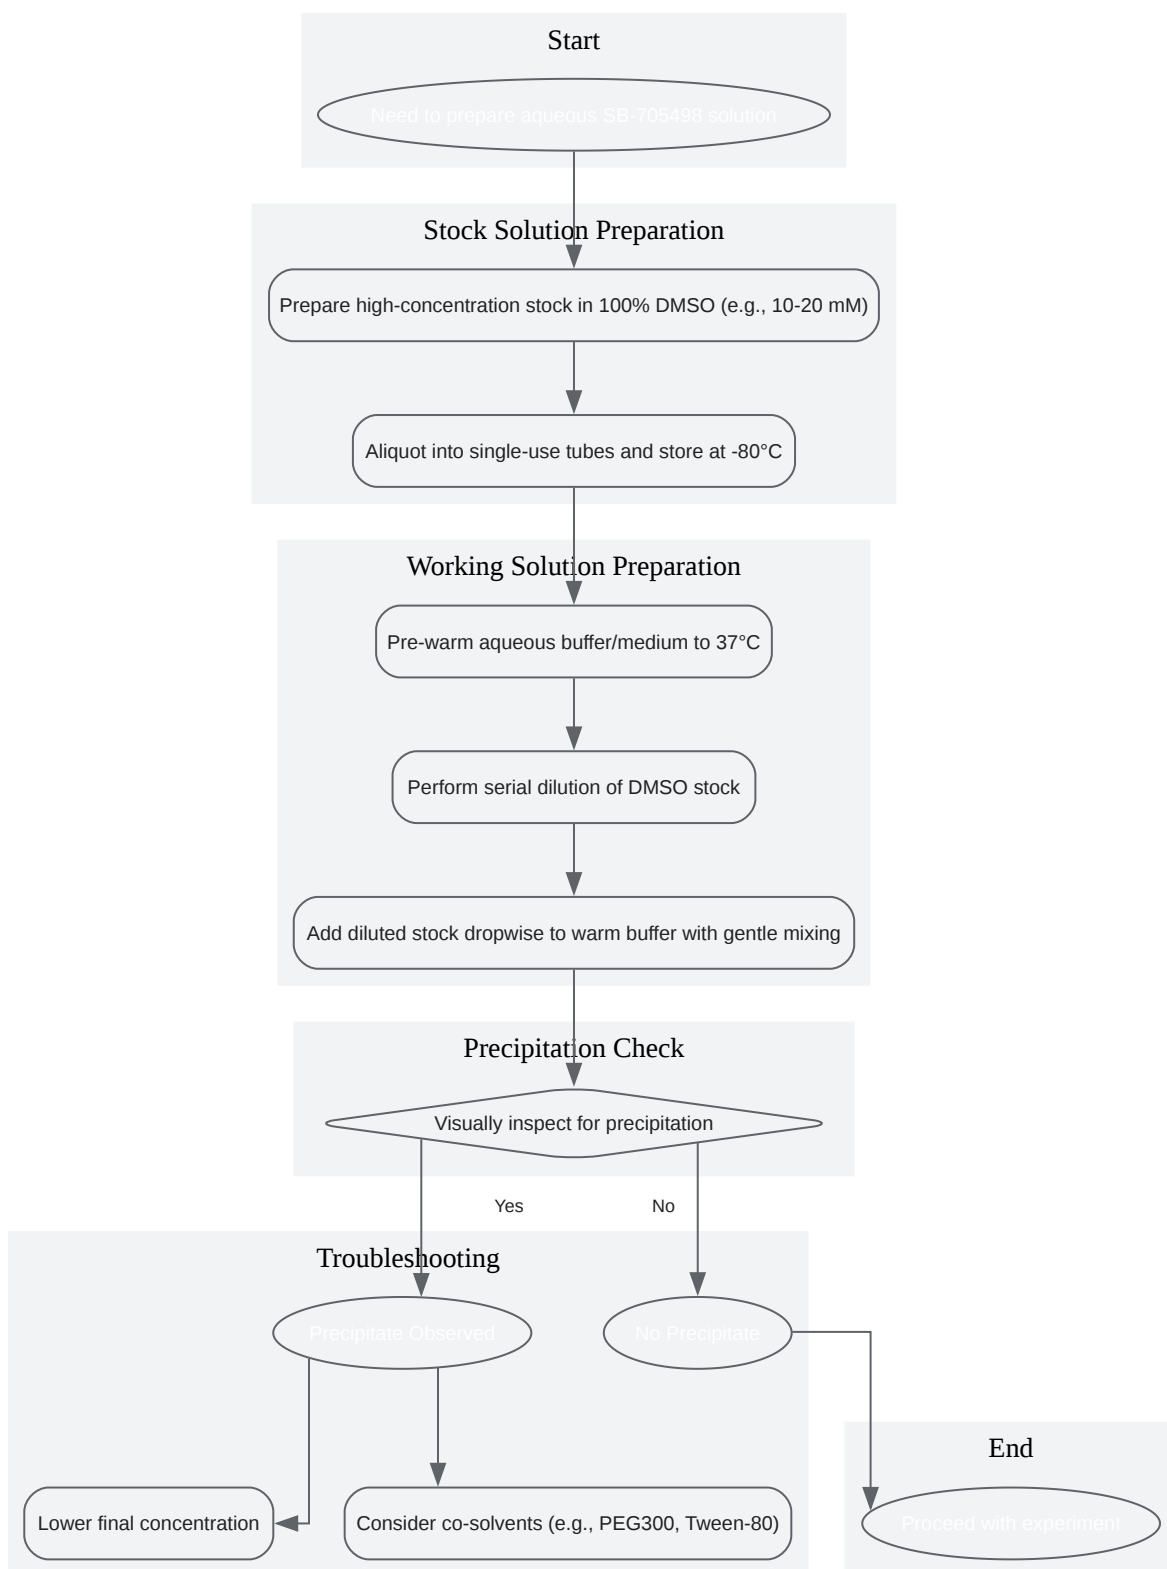 Start
Need to prepare aqueous SB-705498 solution
Stock Solution Preparation
Prepare high-concentration stock in 100% DMSO (e.g., 10-20 mM)
Aliquot into single-use tubes and store at -80°C
Working Solution Preparation
Pre-warm aqueous buffer/medium to 37°C
Perform serial dilution of DMSO stock
Add diluted stock dropwise to warm buffer with gentle mixing
Precipitation Check
Visually inspect for precipitation
Yes
No
Troubleshooting
Precipitate Observed
No Precipitate
Lower final concentration
Consider co-solvents (e.g., PEG300, Tween-80)
End
Proceed with experiment